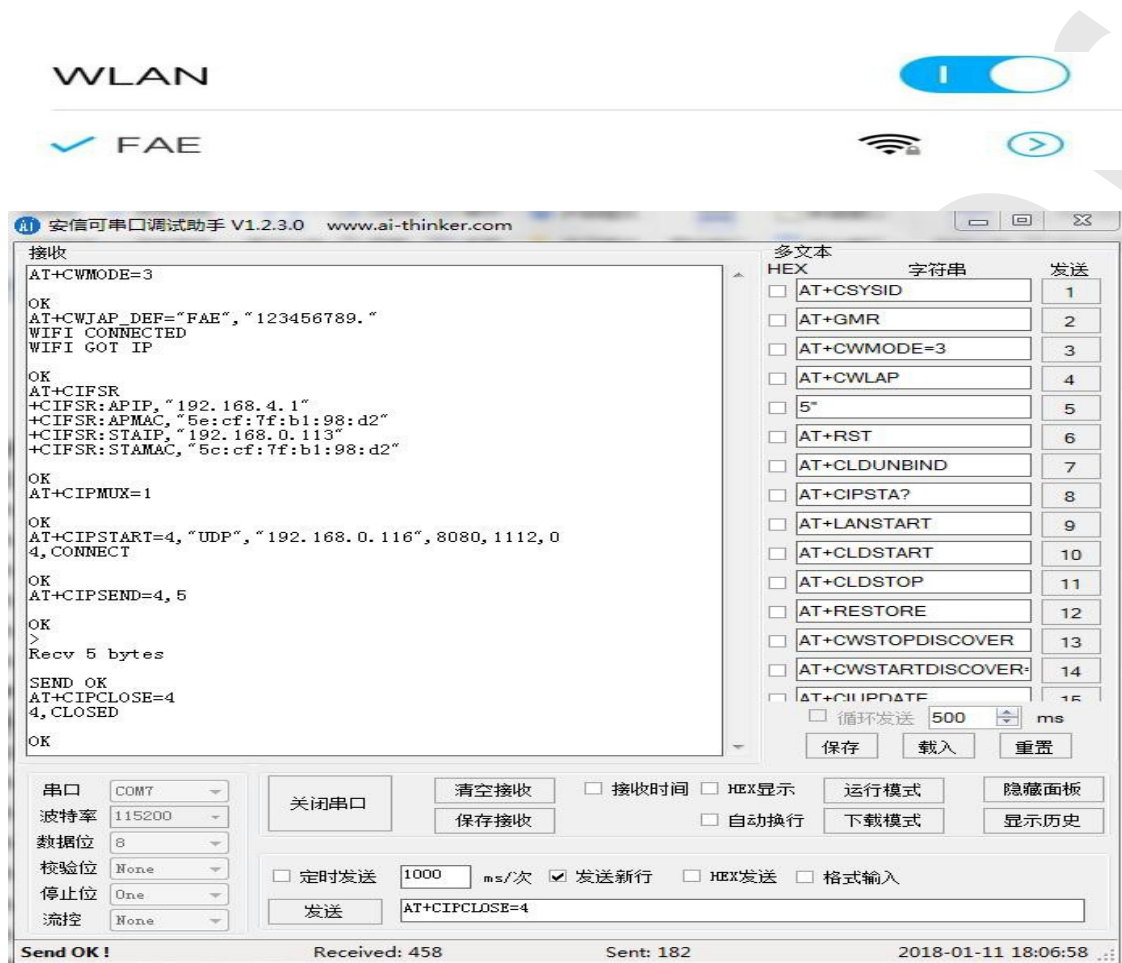 WLAN
FAE
安信可串口调试助手 V1.2.3.0 www.ai-thinker.com
接收
AT+CWMODE=3
OK
AT+CWJAP_DEF="FAE","123456789."
WIFI CONNECTED
WIFI GOT IP
OK
AT+CIFSR
+CIFSR:APIP,"192.168.4.1"
+CIFSR:APMAC,"5e:cf:7f:b1:98:d2"
+CIFSR:STAIP,"192.168.0.113"
+CIFSR:STAMAC,"5c:cf:7f:b1:98:d2"
OK
AT+CIPMUX=1
OK
AT+CIPSTART=4,"UDP","192.168.0.116",8080,1112,0
4,CONNECT
OK
AT+CIPSEND=4,5
OK
>
Recv 5 bytes
SEND OK
AT+CIPCLOSE=4
4,CLOSED
OK
多文本
HEX 字符串 发送
AT+CSYSID 1
AT+GMR 2
AT+CWMODE=3 3
AT+CWLAP 4
5" 5
AT+RST 6
AT+CLDUNBIND 7
AT+CIPSTA? 8
AT+LANSTART 9
AT+CLDSTART 10
AT+CLDSTOP 11
AT+RESTORE 12
AT+CWSTOPDISCOVER 13
AT+CWSTARTDISCOVER= 14
AT+CIUPDATE 15
循环发送 500 ms
保存 载入 重置
串口 COM7
波特率 115200
数据位 8
校验位 None
停止位 One
流控 None
关闭串口
清空接收 接收时间 HEX显示 运行模式 隐藏面板
保存接收 自动换行 下载模式 显示历史
定时发送 1000 ms/次 发送新行 HEX发送 格式输入
发送 AT+CIPCLOSE=4
Send OK ! Received: 458 Sent: 182 2018-01-11 18:06:58